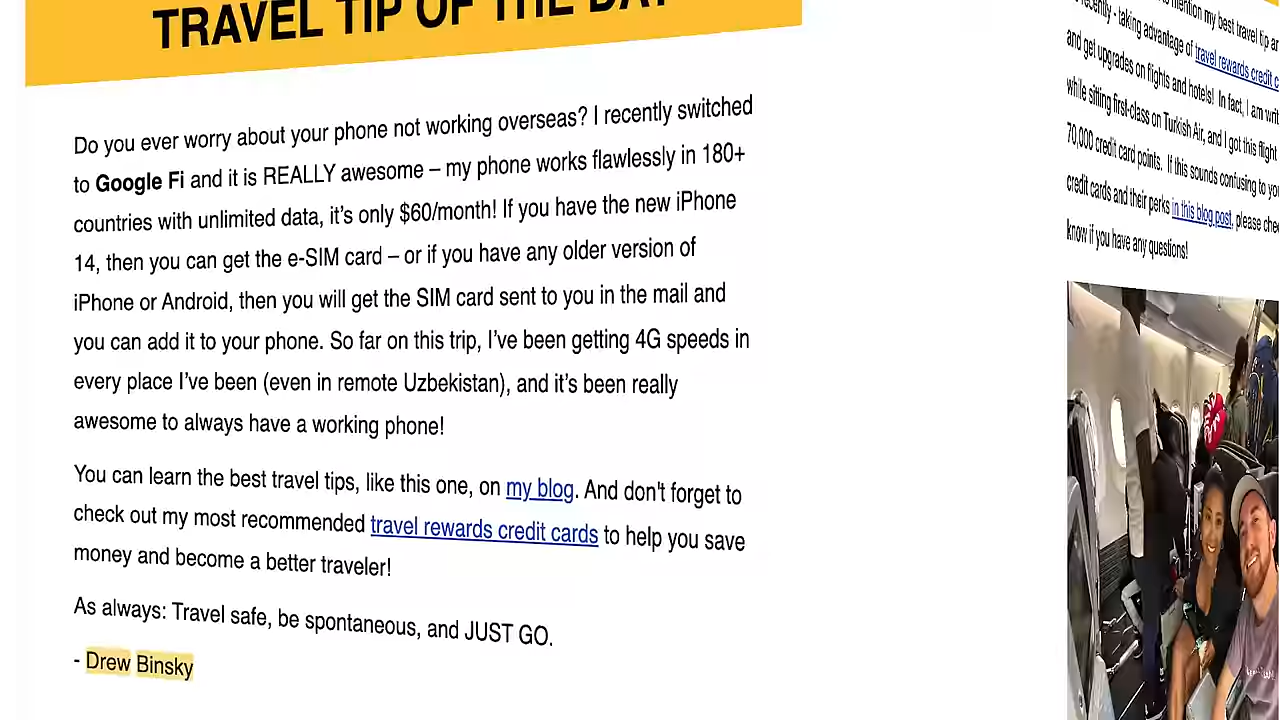 TRAVEL TIP OF THE DAY
Do you ever worry about your phone not working overseas? I recently switched
to Google Fi and it is REALLY awesome – my phone works flawlessly in 180+
countries with unlimited data, it's only $60/month! If you have the new iPhone
14, then you can get the e-SIM card – or if you have any older version of
iPhone or Android, then you will get the SIM card sent to you in the mail and
you can add it to your phone. So far on this trip, I've been getting 4G speeds in
every place I've been (even in remote Uzbekistan), and it's been really
awesome to always have a working phone!
You can learn the best travel tips, like this one, on my blog. And don't forget to
check out my most recommended travel rewards credit cards to help you save
money and become a better traveler!
As always: Travel safe, be spontaneous, and JUST GO.
- Drew Binsky
mention my best travel tip
- taking advantage of travel rewards credit
and get upgrades on flights and hotels! In fact, I am
while sitting first-class on Turkish Air, and I got this flight
70,000 credit card points. If this sounds confusing to
credit cards and their perks in this blog post, please
know if you have any questions!